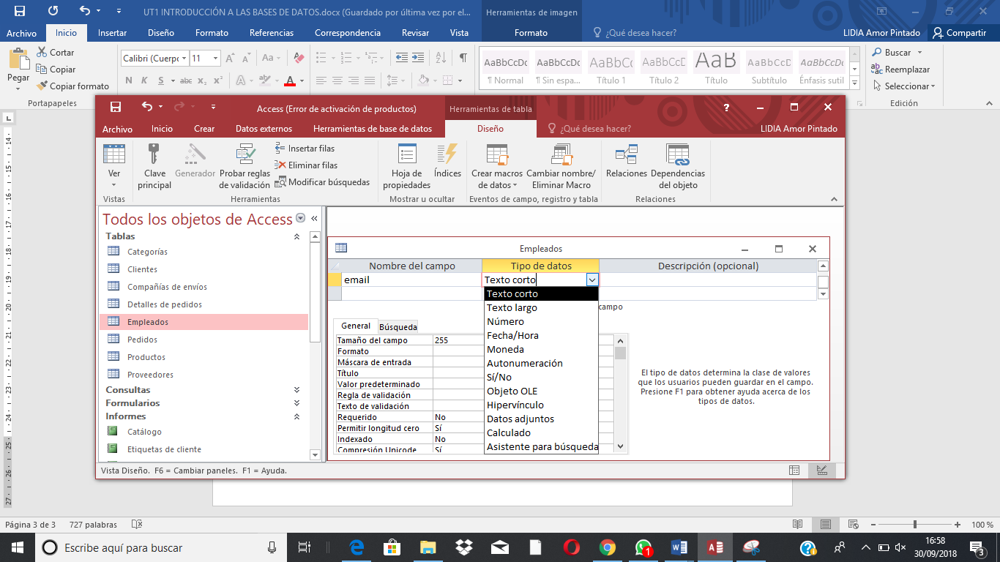 UT1 INTRODUCCIÓN A LAS BASES DE DATOS.docx (Guardado por última vez por el...
Herramientas de imagen
Archivo Inicio Insertar Diseño Formato Referencias Correspondencia Revisar Vista Formato ¿Qué desea hacer? LIDIA Amor Pintado Compartir
Pegar
Cortar
Copiar
Copiar formato
Portapapeles
Calibri (Cuerpo 11
N K S abc x₂ x²
AaBbCcDc AaBbCcDc AaBbCc AaBbCcD AaB AaBbCcD AaBbCcDc
¶ Normal ¶ Sin espa... Título 1 Título 2 Título Subtítulo Énfasis sutil
Buscar
Reemplazar
Seleccionar
Edición
Access (Error de activación de productos)
Herramientas de tabla
Archivo Inicio Crear Datos externos Herramientas de base de datos Diseño ¿Qué desea hacer? LIDIA Amor Pintado
Ver
Vistas
Clave principal
Generador
Probar reglas de validación
Insertar filas
Eliminar filas
Modificar búsquedas
Herramientas
Hoja de propiedades
Índices
Mostrar u ocultar
Crear macros de datos
Cambiar nombre/ Eliminar Macro
Eventos de campo, registro y tabla
Relaciones
Dependencias del objeto
Relaciones
Todos los objetos de Access
Tablas
Categorías
Clientes
Compañías de envíos
Detalles de pedidos
Empleados
Pedidos
Productos
Proveedores
Consultas
Formularios
Informes
Catálogo
Etiquetas de cliente
Empleados
Nombre del campo Tipo de datos Descripción (opcional)
email Texto corto
Texto corto
Texto largo
Número
Fecha/Hora
Moneda
Autonumeración
Sí/No
Objeto OLE
Hipervínculo
Datos adjuntos
Calculado
Asistente para búsqueda
campo
General Búsqueda
Tamaño del campo 255
Formato
Máscara de entrada
Título
Valor predeterminado
Regla de validación
Texto de validación
Requerido No
Permitir longitud cero Sí
Indexado No
Compresión Unicode Sí
El tipo de datos determina la clase de valores
que los usuarios pueden guardar en el campo.
Presione F1 para obtener ayuda acerca de los
tipos de datos.
Vista Diseño. F6 = Cambiar paneles. F1 = Ayuda.
Página 3 de 3 727 palabras 100 %
Escribe aquí para buscar
1
16:58
30/09/2018
3